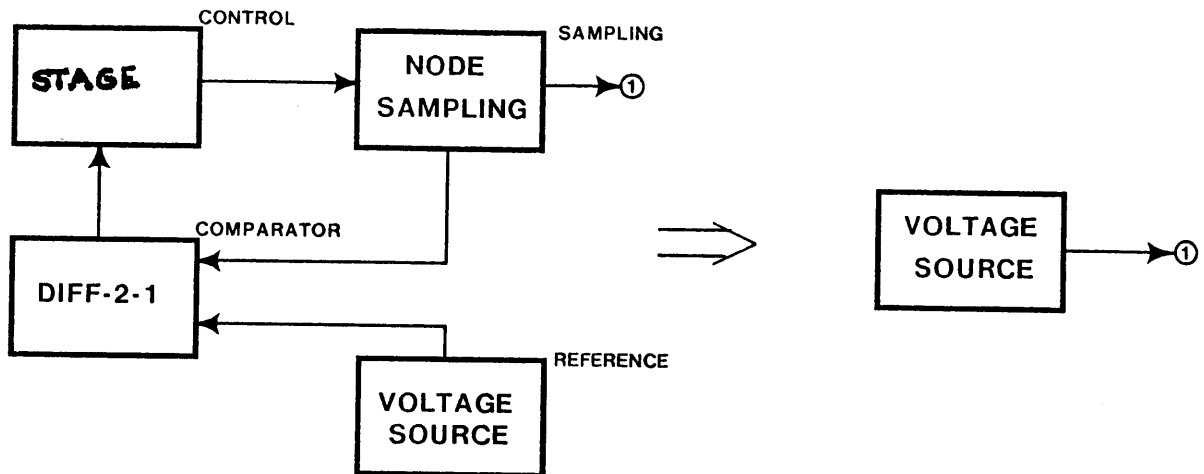 CONTROL
STAGE
NODE
SAMPLING
SAMPLING
①
COMPARATOR
DIFF-2-1
REFERENCE
VOLTAGE
SOURCE
VOLTAGE
SOURCE
①